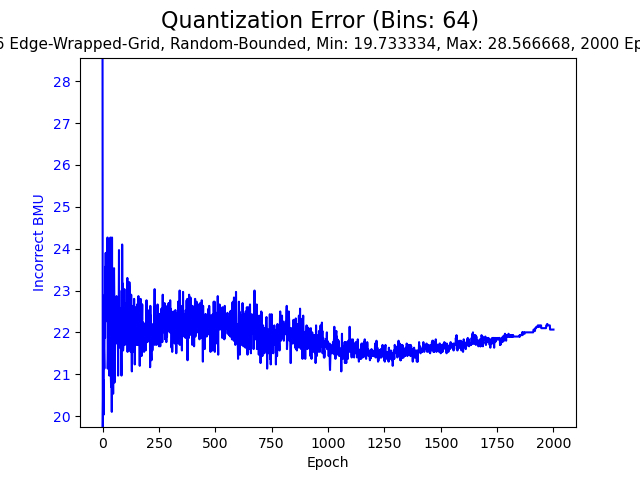 Quantization Error (Bins: 64)
6 Edge-Wrapped-Grid, Random-Bounded, Min: 19.733334, Max: 28.566668, 2000 Ep
28
27
26
25
24
23
22
21
20
Incorrect BMU
0 250 500 750 1000 1250 1500 1750 2000
Epoch